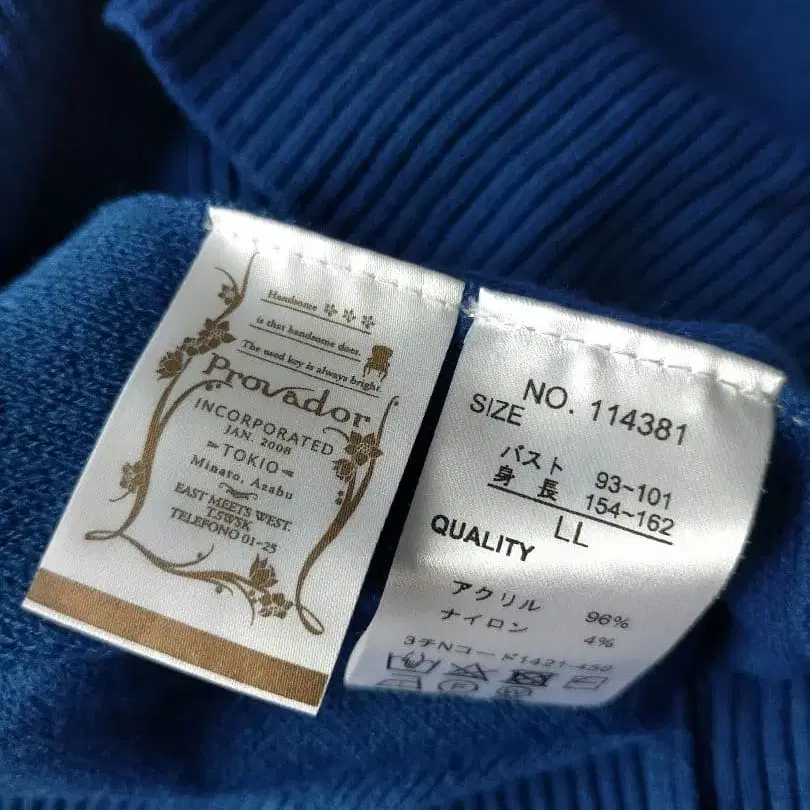 Handsome
is that handsome does.
The used key is always bright.
Provador
INCORPORATED
JAN. 2008
TOKIO
Minato, Azabu
EAST MEETS WEST.
T.SWSK
TELEFONO 01-25
NO. 114381
SIZE
バスト 93~101
身長 154~162
LL
QUALITY
アクリル 96%
ナイロン 4%